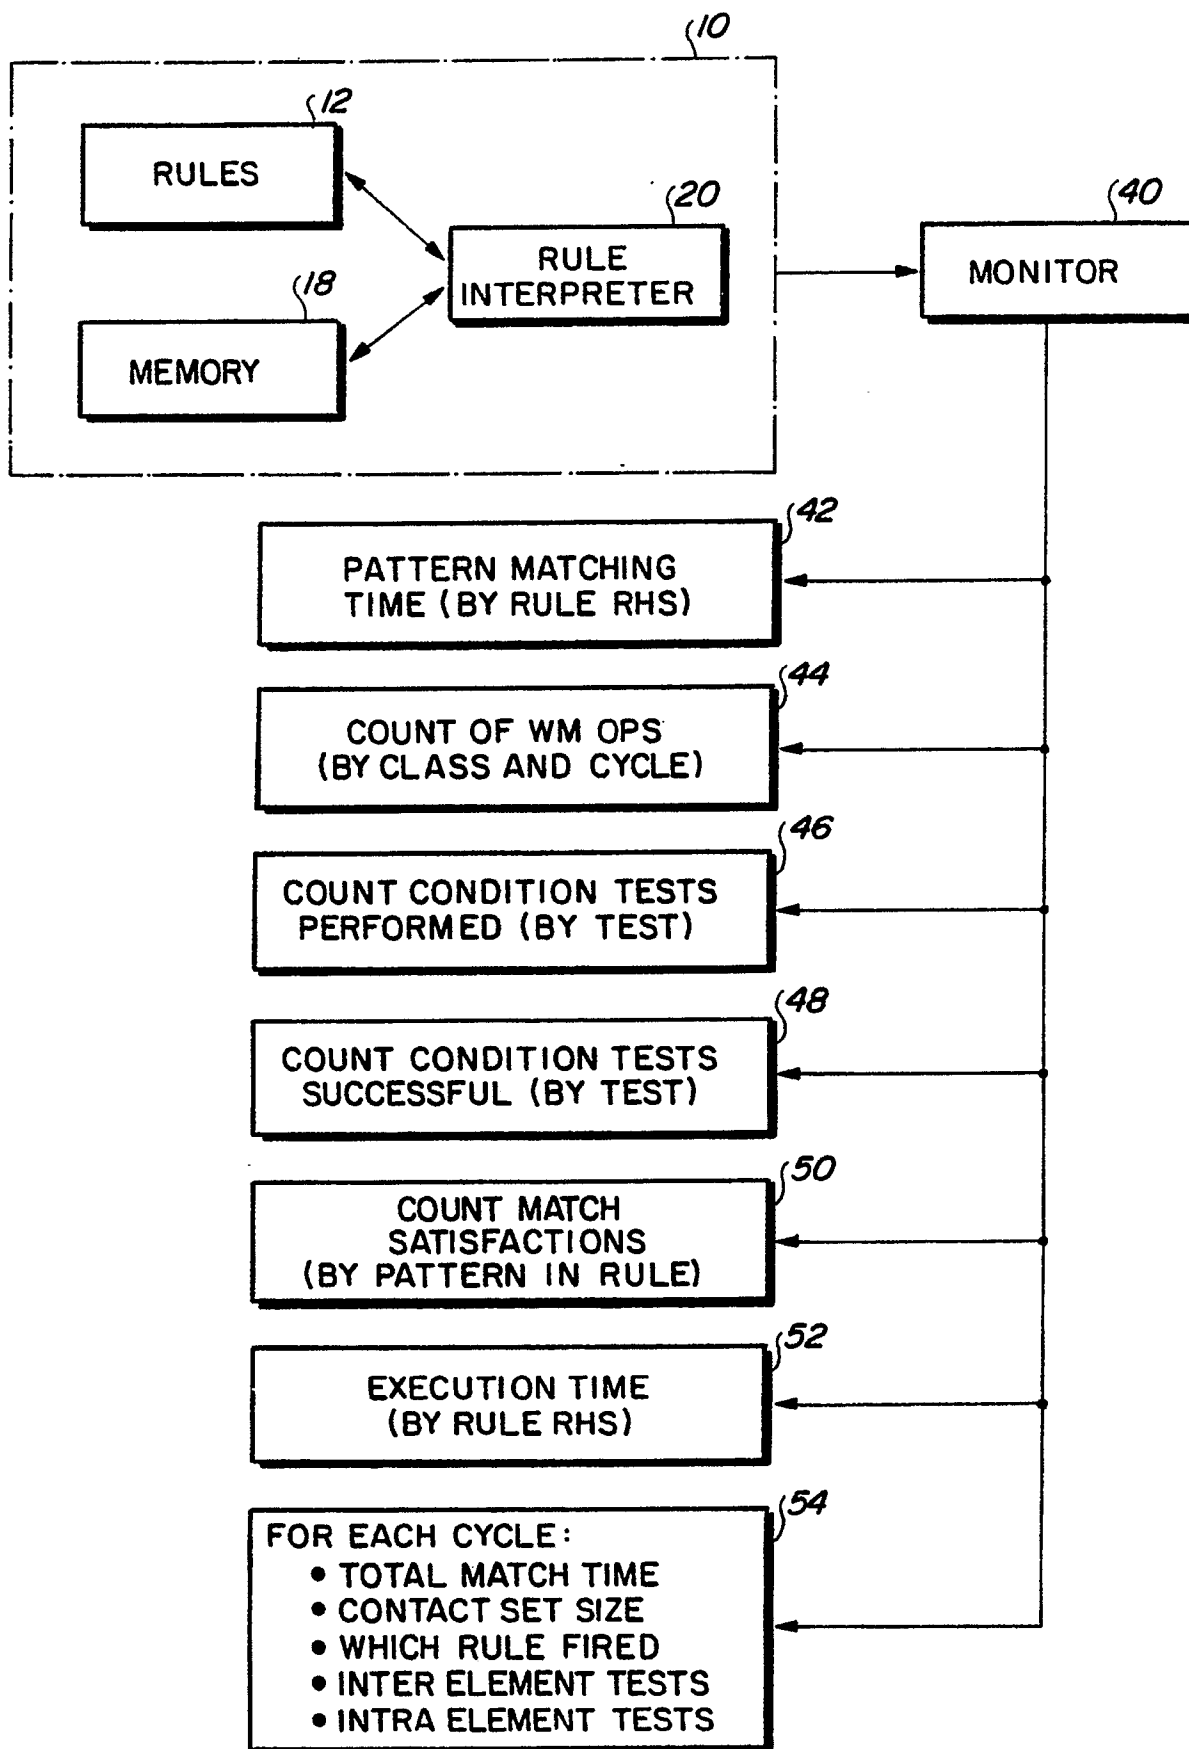 10
12
RULES
20
RULE
INTERPRETER
18
MEMORY
40
MONITOR
42
PATTERN MATCHING
TIME (BY RULE RHS)
44
COUNT OF WM OPS
(BY CLASS AND CYCLE)
46
COUNT CONDITION TESTS
PERFORMED (BY TEST)
48
COUNT CONDITION TESTS
SUCCESSFUL (BY TEST)
50
COUNT MATCH
SATISFACTIONS
(BY PATTERN IN RULE)
52
EXECUTION TIME
(BY RULE RHS)
54
FOR EACH CYCLE:
• TOTAL MATCH TIME
• CONTACT SET SIZE
• WHICH RULE FIRED
• INTER ELEMENT TESTS
• INTRA ELEMENT TESTS